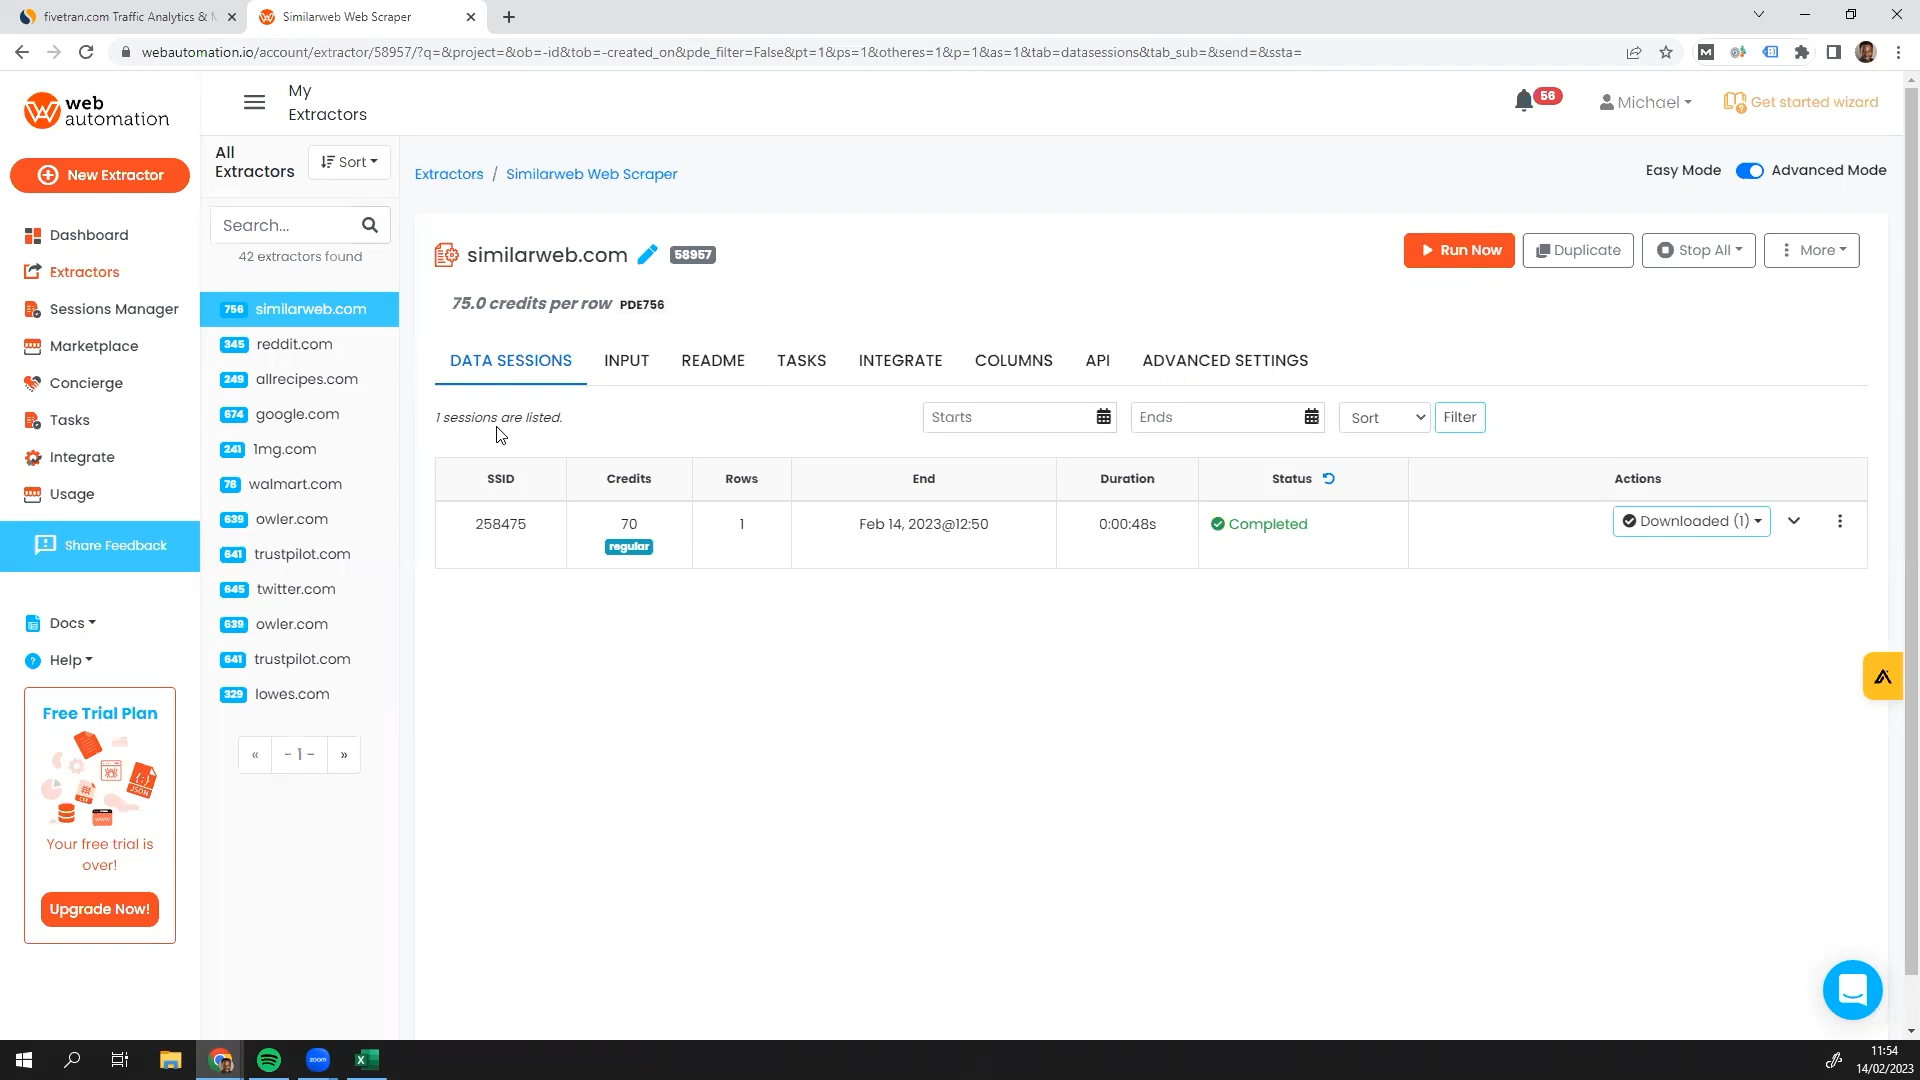 fivetran.com Traffic Analytics &
Similarweb Web Scraper
webautomation.io/account/extractor/58957/?q=&project=&ob=-id&tob=-created_on&pde_filter=False&pt=1&ps=1&otheres=1&p=1&as=1&tab=datasessions&tab_sub=&send=&ssta=
web
automation
My
Extractors
56
Michael
Get started wizard
New Extractor
Dashboard
Extractors
Sessions Manager
Marketplace
Concierge
Tasks
Integrate
Usage
Share Feedback
Docs
Help
Free Trial Plan
JSON
www
Your free trial is
over!
Upgrade Now!
All
Extractors
Sort
Search...
42 extractors found
756 similarweb.com
345 reddit.com
249 allrecipes.com
674 google.com
241 1mg.com
78 walmart.com
639 owler.com
641 trustpilot.com
645 twitter.com
639 owler.com
641 trustpilot.com
329 lowes.com
« - 1 - »
Extractors / Similarweb Web Scraper
Easy Mode Advanced Mode
similarweb.com 58957
Run Now Duplicate Stop All More
75.0 credits per row PDE756
DATA SESSIONS INPUT README TASKS INTEGRATE COLUMNS API ADVANCED SETTINGS
1 sessions are listed.
Starts Ends Sort Filter
SSID Credits Rows End Duration Status Actions
258475 70 1 Feb 14, 2023@12:50 0:00:48s Completed Downloaded (1)
regular
zoom
11:54
14/02/2023